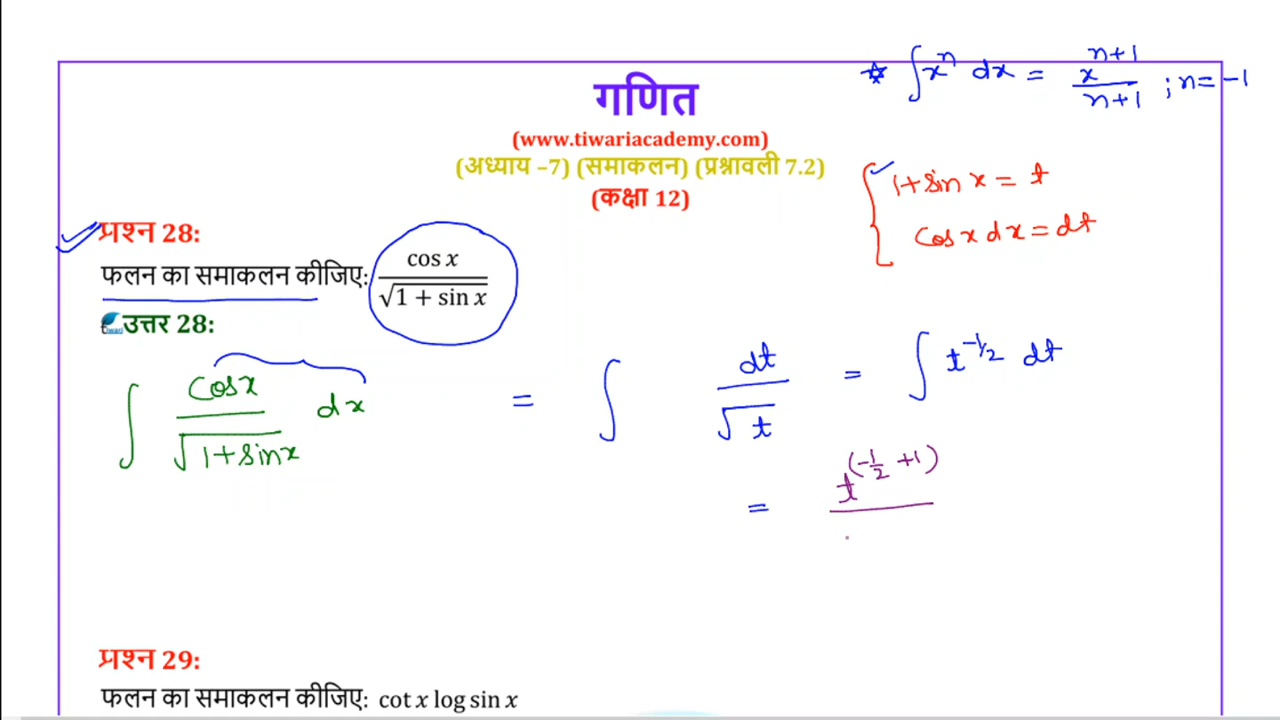 * ∫xⁿ dx = xⁿ⁺¹/n+1 ; n= -1
गणित
(www.tiwariacademy.com)
(अध्याय –7) (समाकलन) (प्रश्नावली 7.2)
(कक्षा 12)
1+sin x = t
cos x dx = dt
प्रश्न 28:
फलन का समाकलन कीजिए: cos x/√1 + sin x
उत्तर 28:
∫ cosx/√1+sinx dx = ∫ dt/√t = ∫ t^-1/2 dt
= t^(-1/2 +1)
प्रश्न 29:
फलन का समाकलन कीजिए: cot x log sin x